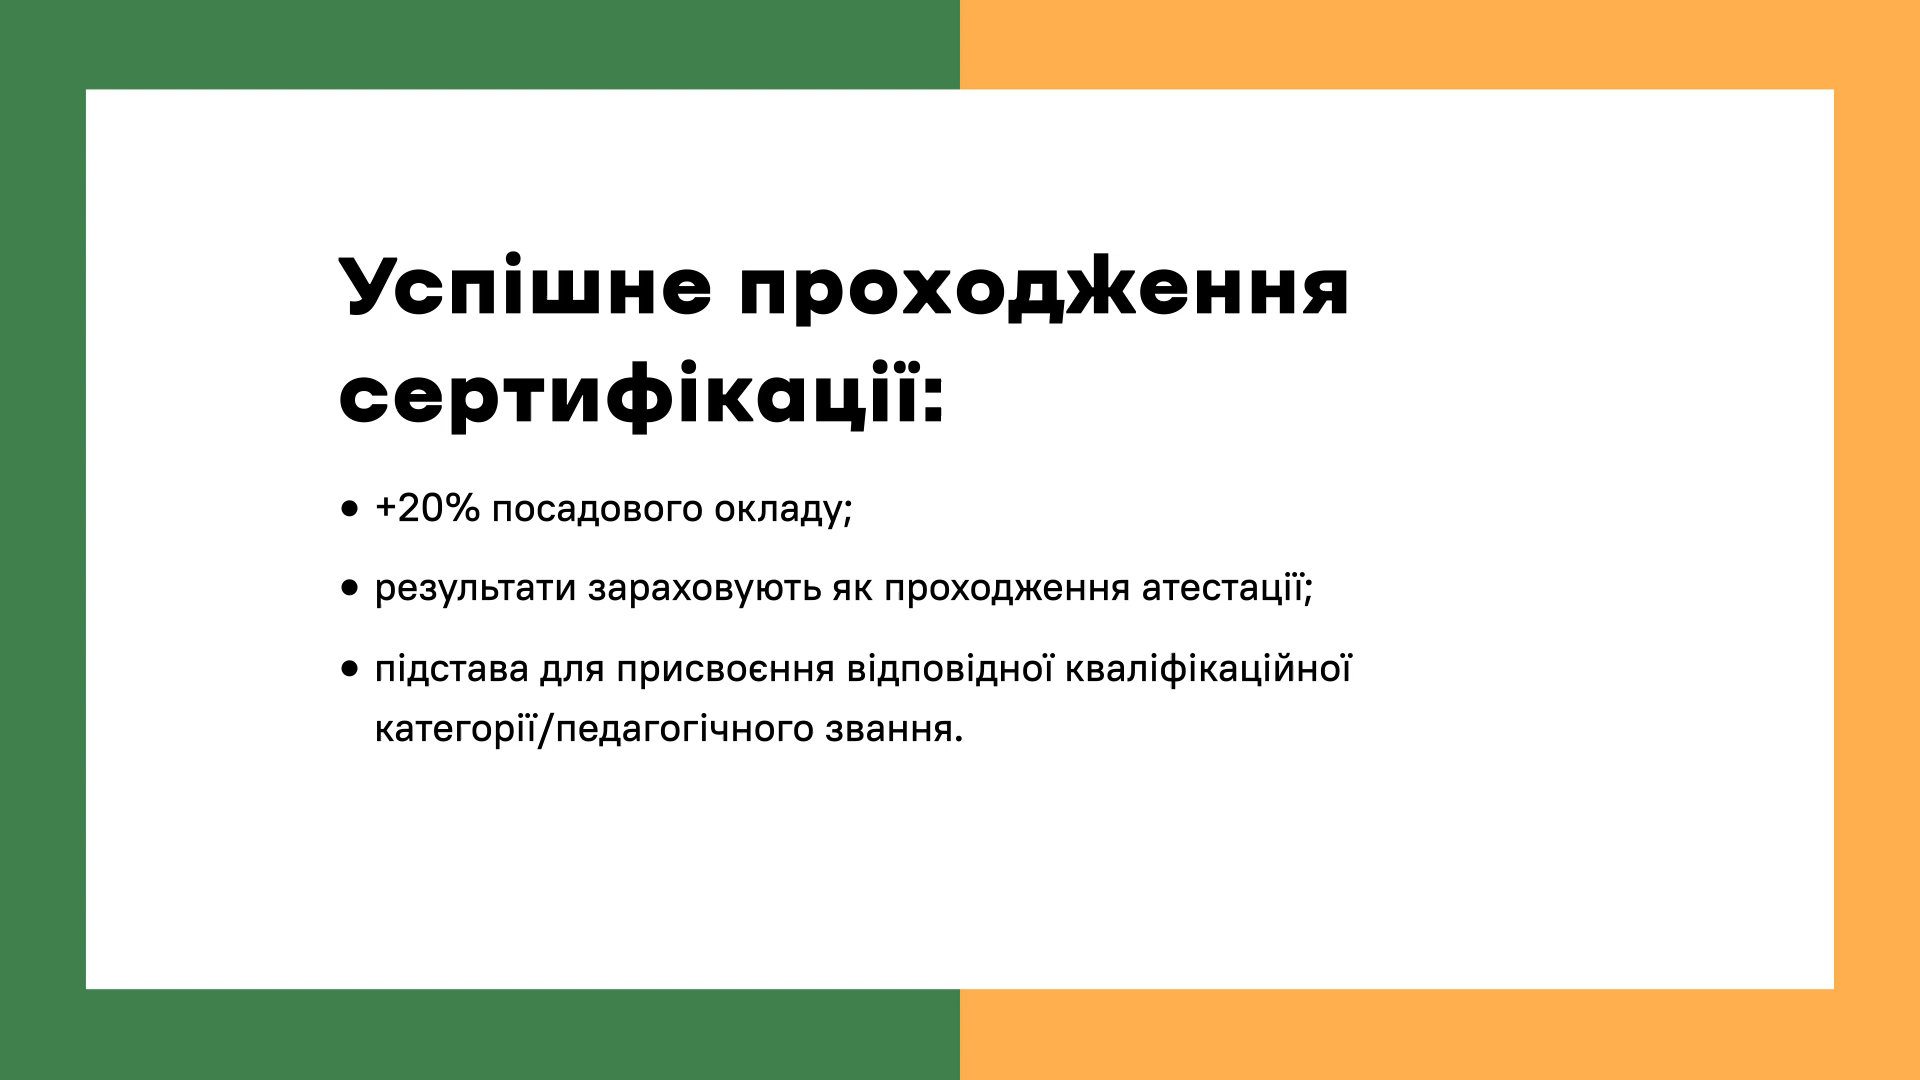 Успішне проходження
сертифікації:
• +20% посадового окладу;
• результати зараховують як проходження атестації;
• підстава для присвоєння відповідної кваліфікаційної
категорії/педагогічного звання.